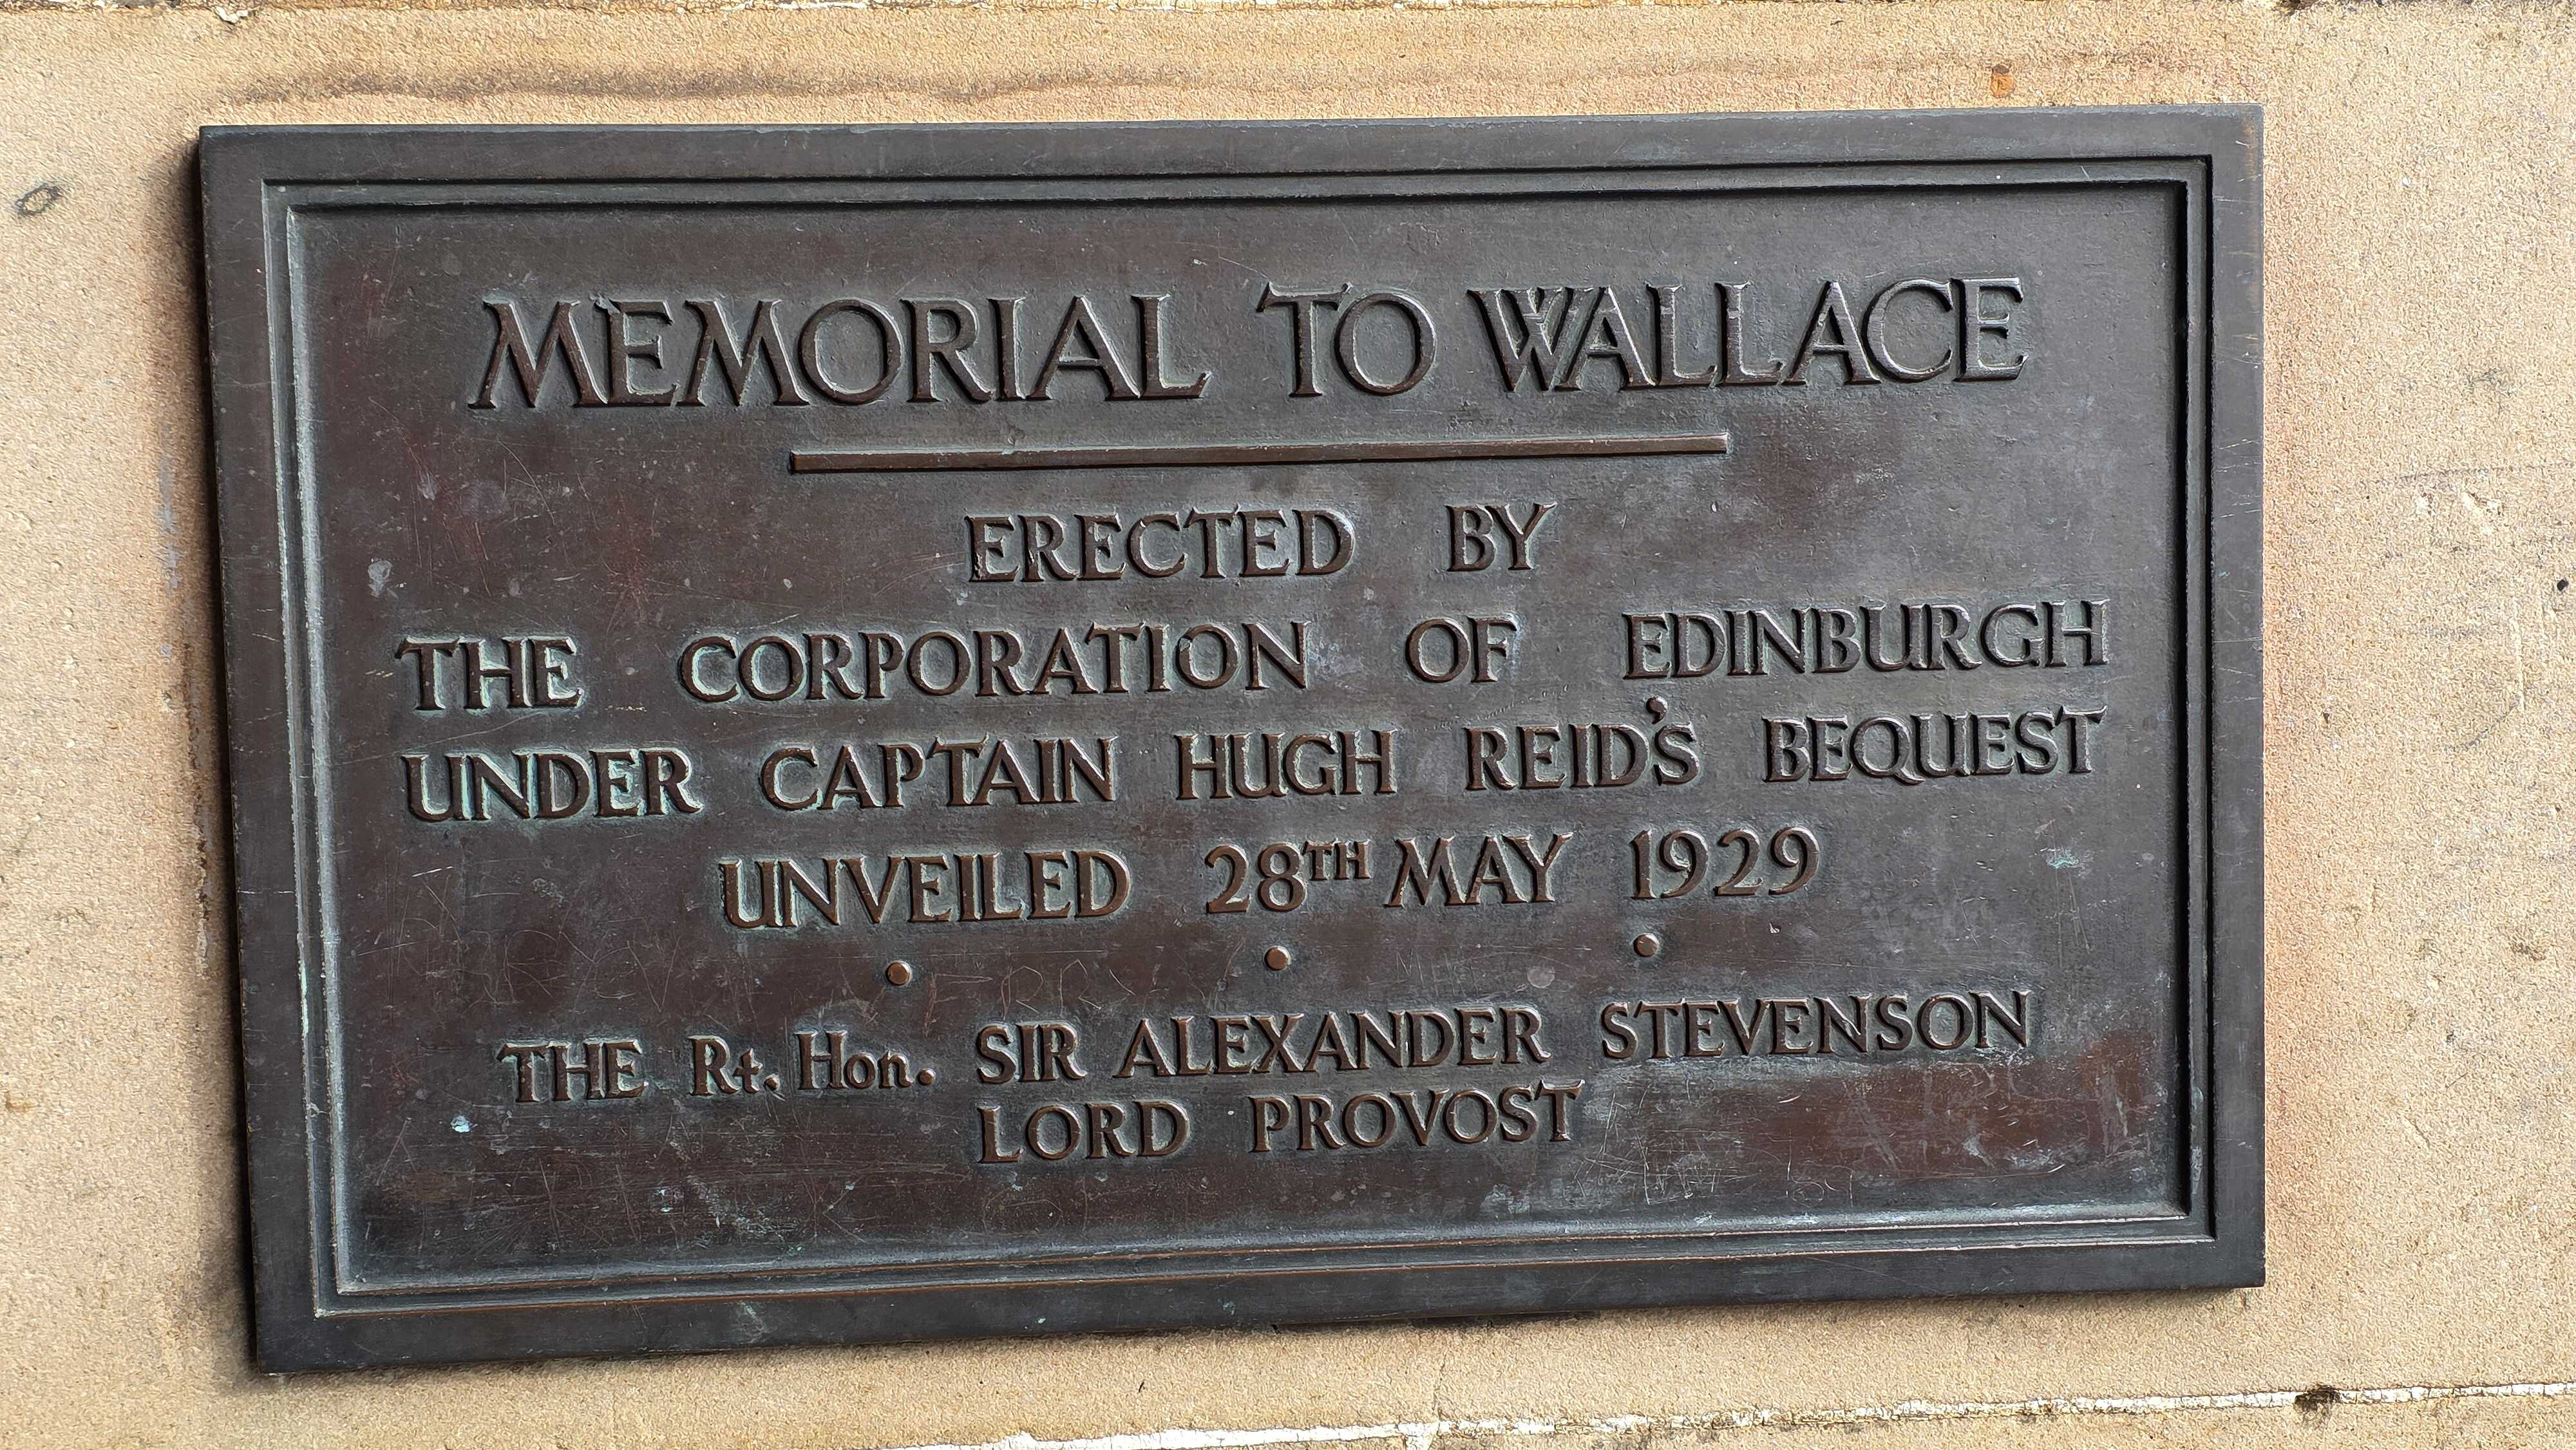 MEMORIAL TO WALLACE
ERECTED BY
THE CORPORATION OF EDINBURGH
UNDER CAPTAIN HUGH REID'S BEQUEST
UNVEILED 28TH MAY 1929
THE Rt. Hon. SIR ALEXANDER STEVENSON
LORD PROVOST